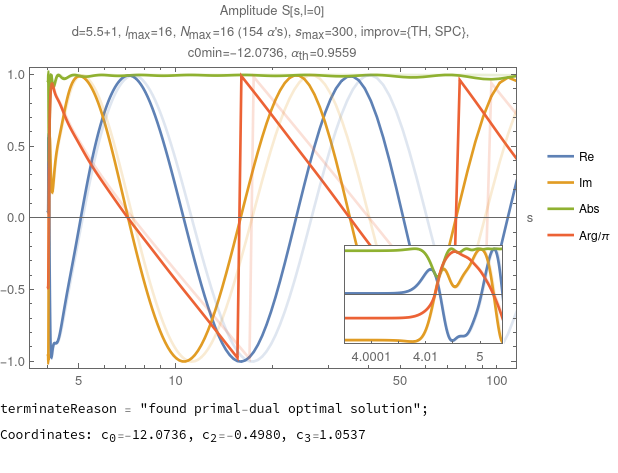 Amplitude S[s,l=0]
d=5.5+1, lmax=16, Nmax=16 (154 α's), smax=300, improv={TH, SPC},
c0min=-12.0736, αth=0.9559
1.0
0.5
0.0
-0.5
-1.0
5
10
50
100
s
4.0001
4.01
5
Re
Im
Abs
Arg/π
terminateReason = "found primal-dual optimal solution";
Coordinates: c0=-12.0736, c2=-0.4980, c3=1.0537